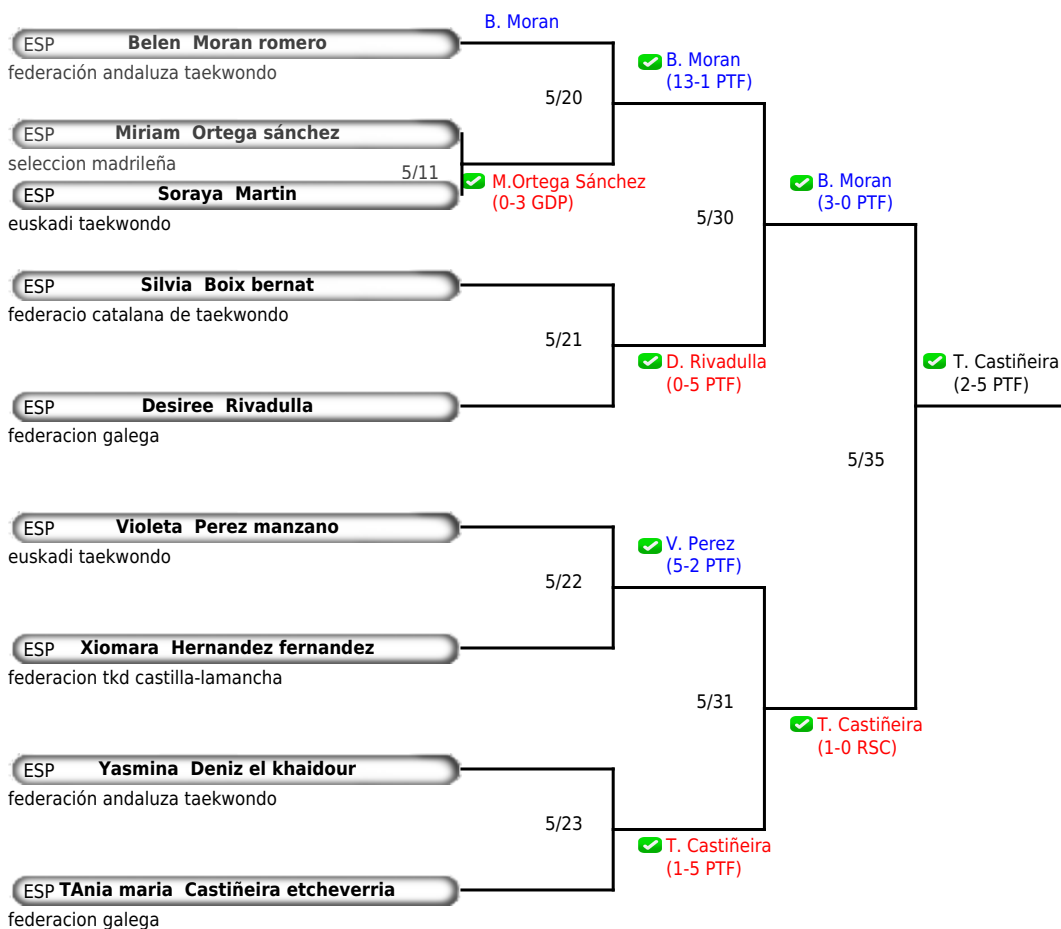 B. Moran
ESP Belen Moran romero
federación andaluza taekwondo
B. Moran
(13-1 PTF)
5/20
ESP Miriam Ortega sánchez
seleccion madrileña
5/11
M.Ortega Sánchez
(0-3 GDP)
ESP Soraya Martin
euskadi taekwondo
B. Moran
(3-0 PTF)
5/30
ESP Silvia Boix bernat
federacio catalana de taekwondo
5/21
D. Rivadulla
(0-5 PTF)
T. Castiñeira
(2-5 PTF)
ESP Desiree Rivadulla
federacion galega
5/35
ESP Violeta Perez manzano
euskadi taekwondo
V. Perez
(5-2 PTF)
5/22
ESP Xiomara Hernandez fernandez
federacion tkd castilla-lamancha
5/31
T. Castiñeira
(1-0 RSC)
ESP Yasmina Deniz el khaidour
federación andaluza taekwondo
5/23
T. Castiñeira
(1-5 PTF)
ESP TAnia maria Castiñeira etcheverria
federacion galega